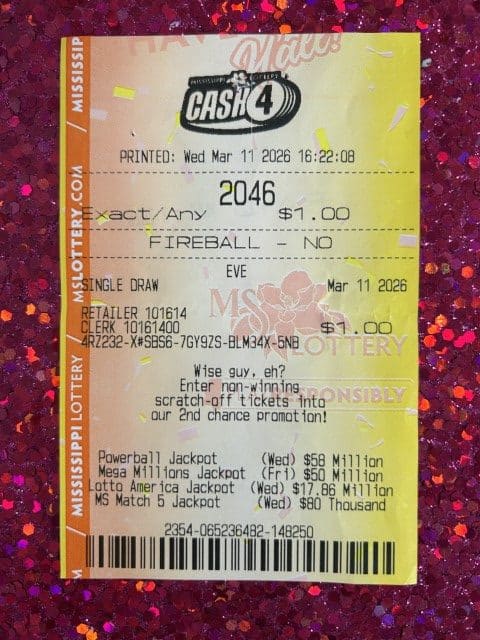 HAVE
Y'all!
MISSISSIPPI LOTTERY
CASH 4
PRINTED: Wed Mar 11 2026 16:22:08
2046
Exact/Any $1.00
FIREBALL - NO
EVE
SINGLE DRAW Mar 11 2026
RETAILER 101614
CLERK 10161400 $1.00
4RZ232-X#SBS6-7GY9ZS-BLM34X-5NB
MS
LOTTERY
Wise guy, eh?
Enter non-winning
scratch-off tickets into
our 2nd chance promotion!
RESPONSIBLY
Powerball Jackpot (Wed) $58 Million
Mega Millions Jackpot (Fri) $50 Million
Lotto America Jackpot (Wed) $17.86 Million
MS Match 5 Jackpot (Wed) $80 Thousand
2354-065236482-148250
M / MISSISSIPPI LOTTERY / MSLOTTERY.COM / MISSISSIP